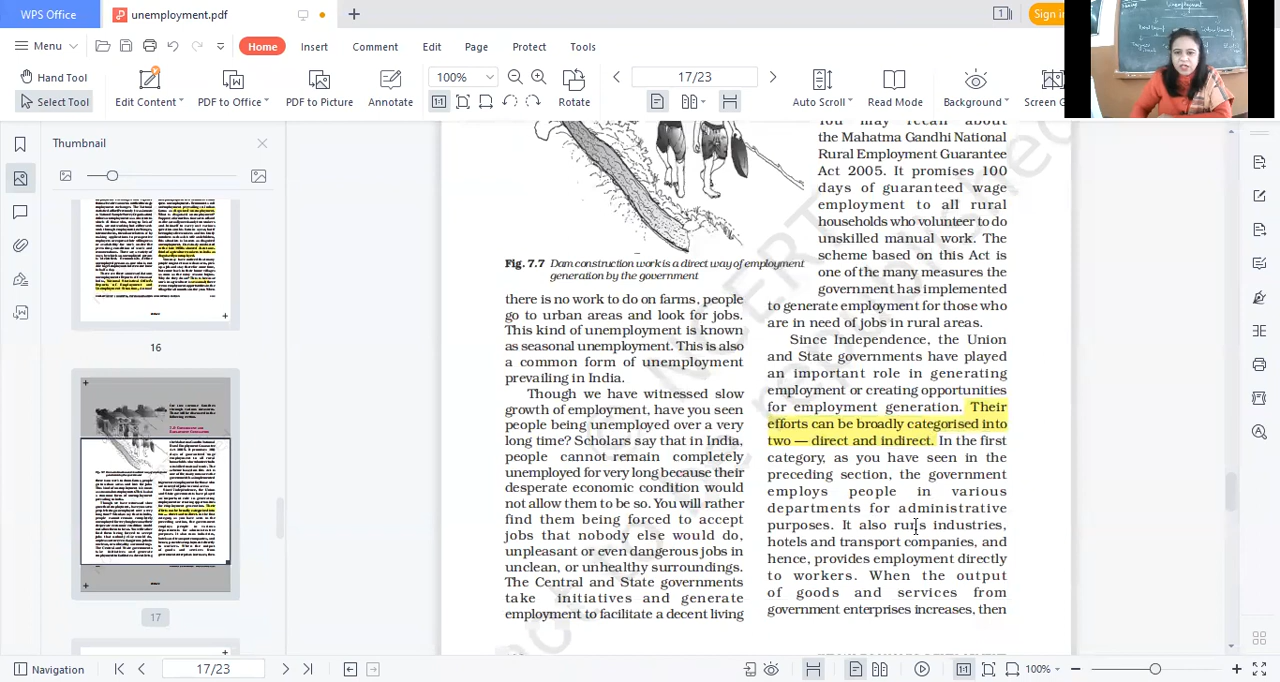 WPS Office
unemployment.pdf
1
Sign in
Unemployment
Menu
Home
Insert
Comment
Edit
Page
Protect
Tools
Hand Tool
Select Tool
Edit Content
PDF to Office
PDF to Picture
Annotate
100%
17/23
Rotate
Auto Scroll
Read Mode
Background
Screen G
Thumbnail
16
17
You may recall about
the Mahatma Gandhi National
Rural Employment Guarantee
Act 2005. It promises 100
days of guaranteed wage
employment to all rural
households who volunteer to do
unskilled manual work. The
scheme based on this Act is
one of the many measures the
government has implemented
to generate employment for those who
are in need of jobs in rural areas.
Fig. 7.7 Dam construction work is a direct way of employment
generation by the government
there is no work to do on farms, people
go to urban areas and look for jobs.
This kind of unemployment is known
as seasonal unemployment. This is also
a common form of unemployment
prevailing in India.
Though we have witnessed slow
growth of employment, have you seen
people being unemployed over a very
long time? Scholars say that in India,
people cannot remain completely
unemployed for very long because their
desperate economic condition would
not allow them to be so. You will rather
find them being forced to accept
jobs that nobody else would do,
unpleasant or even dangerous jobs in
unclean, or unhealthy surroundings.
The Central and State governments
take initiatives and generate
employment to facilitate a decent living
Since Independence, the Union
and State governments have played
an important role in generating
employment or creating opportunities
for employment generation. Their
efforts can be broadly categorised into
two — direct and indirect. In the first
category, as you have seen in the
preceding section, the government
employs people in various
departments for administrative
purposes. It also runs industries,
hotels and transport companies, and
hence, provides employment directly
to workers. When the output
of goods and services from
government enterprises increases, then
Navigation
17/23
100%